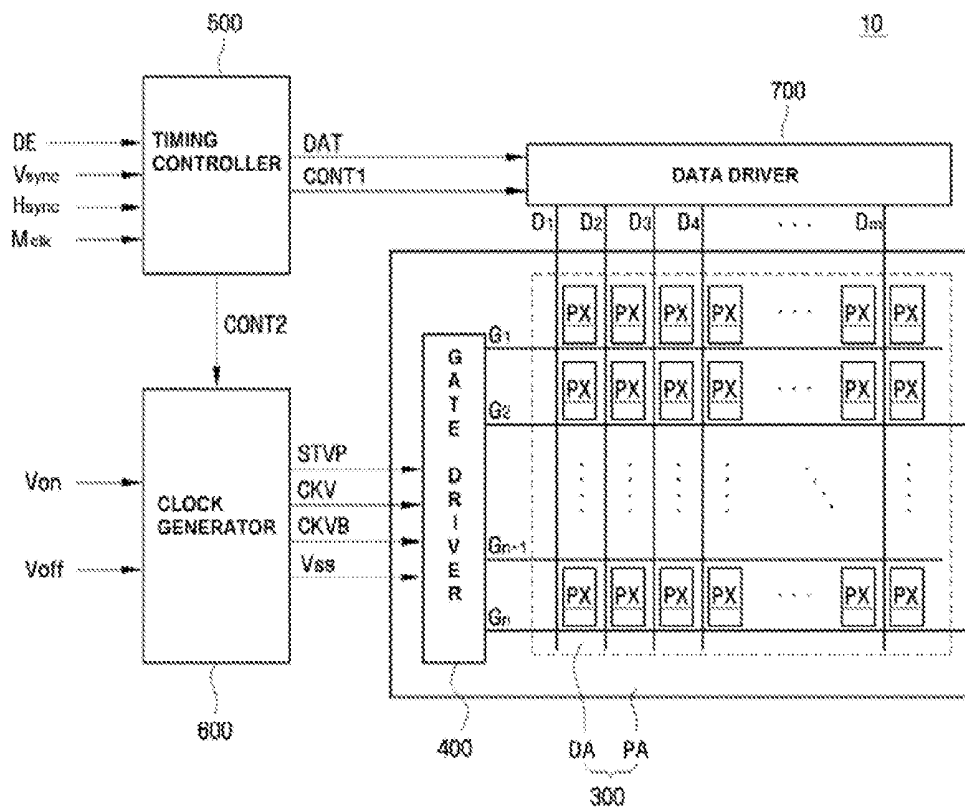 500
10
DE
Vsync
Hsync
Mclk
TIMING
CONTROLLER
DAT
CONT1
700
DATA DRIVER
D1 D2 D3 D4 . . . Dm
CONT2
G1
PX PX PX PX . . . PX PX
G2
PX PX PX PX . . . PX PX
Gn-1
Gn
PX PX PX PX . . . PX PX
GATE DRIVER
Von
Voff
CLOCK
GENERATOR
STVP
CKV
CKVB
Vss
600
400
DA PA
300